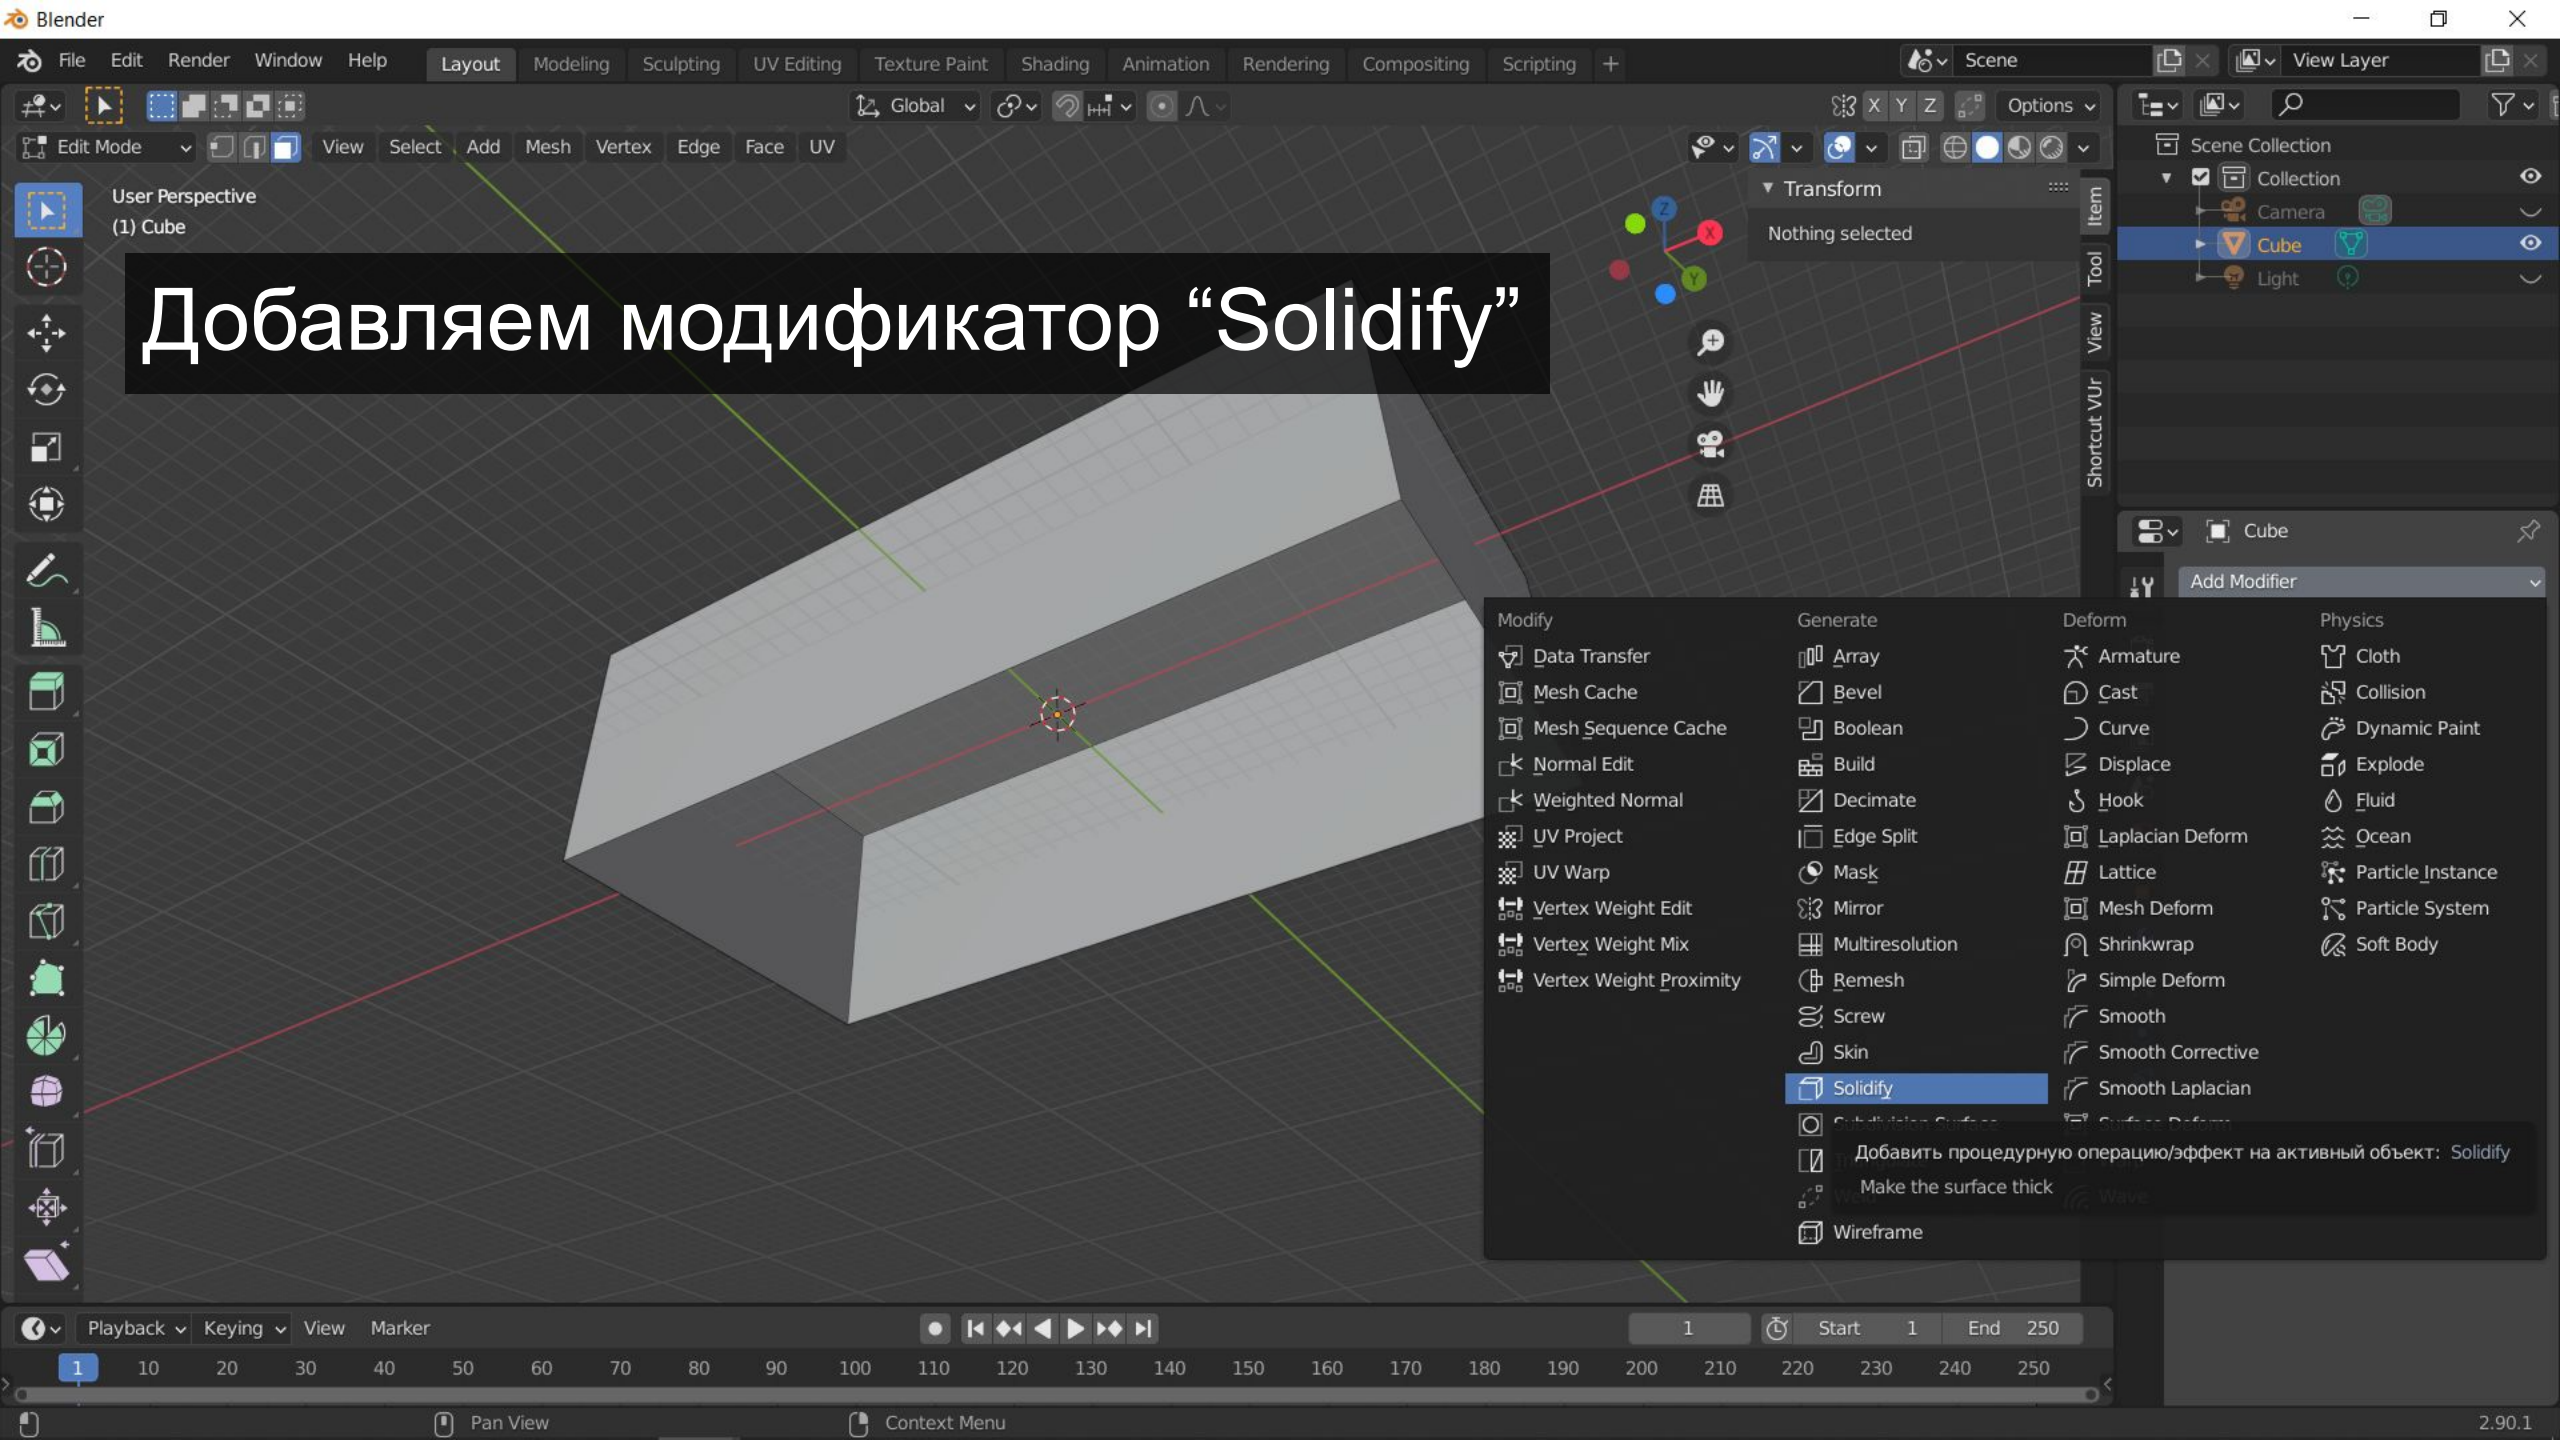 Blender
File Edit Render Window Help Layout Modeling Sculpting UV Editing Texture Paint Shading Animation Rendering Compositing Scripting + Scene View Layer
Global X Y Z Options
Edit Mode View Select Add Mesh Vertex Edge Face UV
User Perspective
(1) Cube
Добавляем модификатор “Solidify”
Z
X
Y
Transform
Nothing selected
Item
Tool
View
Shortcut VUr
Scene Collection
Collection
Camera
Cube
Light
Cube
Add Modifier
Modify
Data Transfer
Mesh Cache
Mesh Sequence Cache
Normal Edit
Weighted Normal
UV Project
UV Warp
Vertex Weight Edit
Vertex Weight Mix
Vertex Weight Proximity
Generate
Array
Bevel
Boolean
Build
Decimate
Edge Split
Mask
Mirror
Multiresolution
Remesh
Screw
Skin
Solidify
Subdivision Surface
Wireframe
Deform
Armature
Cast
Curve
Displace
Hook
Laplacian Deform
Lattice
Mesh Deform
Shrinkwrap
Simple Deform
Smooth
Smooth Corrective
Smooth Laplacian
Surface Deform
Wave
Physics
Cloth
Collision
Dynamic Paint
Explode
Fluid
Ocean
Particle Instance
Particle System
Soft Body
Добавить процедурную операцию/эффект на активный объект: Solidify
Make the surface thick
Playback Keying View Marker 1 Start 1 End 250
1 10 20 30 40 50 60 70 80 90 100 110 120 130 140 150 160 170 180 190 200 210 220 230 240 250
Pan View Context Menu 2.90.1